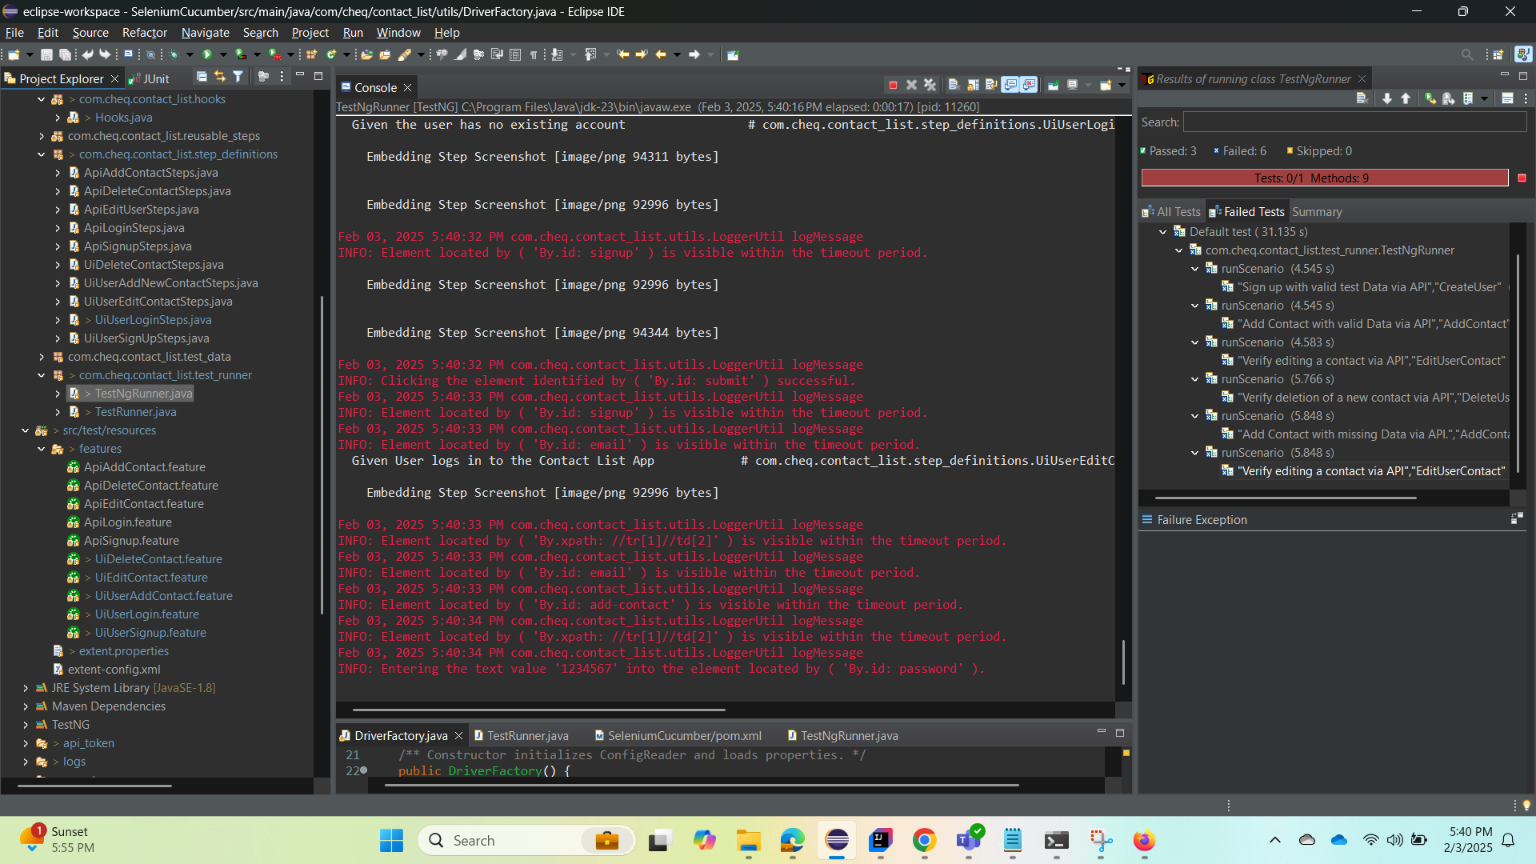 eclipse-workspace - SeleniumCucumber/src/main/java/com/cheq/contact_list/utils/DriverFactory.java - Eclipse IDE
File Edit Source Refactor Navigate Search Project Run Window Help
Project Explorer
JUnit
> com.cheq.contact_list.hooks
> Hooks.java
com.cheq.contact_list.reusable_steps
> com.cheq.contact_list.step_definitions
ApiAddContactSteps.java
ApiDeleteContactSteps.java
ApiEditUserSteps.java
ApiLoginSteps.java
ApiSignupSteps.java
UiDeleteContactSteps.java
UiUserAddNewContactSteps.java
UiUserEditContactSteps.java
> UiUserLoginSteps.java
UiUserSignUpSteps.java
com.cheq.contact_list.test_data
> com.cheq.contact_list.test_runner
> TestNgRunner.java
> TestRunner.java
> src/test/resources
> features
ApiAddContact.feature
ApiDeleteContact.feature
ApiEditContact.feature
ApiLogin.feature
ApiSignup.feature
> UiDeleteContact.feature
> UiEditContact.feature
> UiUserAddContact.feature
> UiUserLogin.feature
> UiUserSignup.feature
> extent.properties
extent-config.xml
JRE System Library [JavaSE-1.8]
Maven Dependencies
TestNG
> api_token
> logs
Console
TestNgRunner [TestNG] C:\Program Files\Java\jdk-23\bin\javaw.exe (Feb 3, 2025, 5:40:16 PM elapsed: 0:00:17) [pid: 11260]
Given the user has no existing account # com.cheq.contact_list.step_definitions.UiUserLogi
Embedding Step Screenshot [image/png 94311 bytes]
Embedding Step Screenshot [image/png 92996 bytes]
Feb 03, 2025 5:40:32 PM com.cheq.contact_list.utils.LoggerUtil logMessage
INFO: Element located by ( 'By.id: signup' ) is visible within the timeout period.
Embedding Step Screenshot [image/png 92996 bytes]
Embedding Step Screenshot [image/png 94344 bytes]
Feb 03, 2025 5:40:32 PM com.cheq.contact_list.utils.LoggerUtil logMessage
INFO: Clicking the element identified by ( 'By.id: submit' ) successful.
Feb 03, 2025 5:40:33 PM com.cheq.contact_list.utils.LoggerUtil logMessage
INFO: Element located by ( 'By.id: signup' ) is visible within the timeout period.
Feb 03, 2025 5:40:33 PM com.cheq.contact_list.utils.LoggerUtil logMessage
INFO: Element located by ( 'By.id: email' ) is visible within the timeout period.
Given User logs in to the Contact List App # com.cheq.contact_list.step_definitions.UiUserEditC
Embedding Step Screenshot [image/png 92996 bytes]
Feb 03, 2025 5:40:33 PM com.cheq.contact_list.utils.LoggerUtil logMessage
INFO: Element located by ( 'By.xpath: //tr[1]//td[2]' ) is visible within the timeout period.
Feb 03, 2025 5:40:33 PM com.cheq.contact_list.utils.LoggerUtil logMessage
INFO: Element located by ( 'By.id: email' ) is visible within the timeout period.
Feb 03, 2025 5:40:33 PM com.cheq.contact_list.utils.LoggerUtil logMessage
INFO: Element located by ( 'By.id: add-contact' ) is visible within the timeout period.
Feb 03, 2025 5:40:34 PM com.cheq.contact_list.utils.LoggerUtil logMessage
INFO: Element located by ( 'By.xpath: //tr[1]//td[2]' ) is visible within the timeout period.
Feb 03, 2025 5:40:34 PM com.cheq.contact_list.utils.LoggerUtil logMessage
INFO: Entering the text value '1234567' into the element located by ( 'By.id: password' ).
DriverFactory.java
TestRunner.java
SeleniumCucumber/pom.xml
TestNgRunner.java
21 /** Constructor initializes ConfigReader and loads properties. */
22 public DriverFactory() {
Results of running class TestNgRunner
Search:
Passed: 3 Failed: 6 Skipped: 0
Tests: 0/1 Methods: 9
All Tests Failed Tests Summary
Default test ( 31.135 s)
com.cheq.contact_list.test_runner.TestNgRunner
runScenario (4.545 s)
"Sign up with valid test Data via API","CreateUser" (
runScenario (4.545 s)
"Add Contact with valid Data via API","AddContact"
runScenario (4.583 s)
"Verify editing a contact via API","EditUserContact"
runScenario (5.766 s)
"Verify deletion of a new contact via API","DeleteUs
runScenario (5.848 s)
"Add Contact with missing Data via API.","AddConta
runScenario (5.848 s)
"Verify editing a contact via API","EditUserContact"
Failure Exception
1
Sunset
5:55 PM
Search
5:40 PM
2/3/2025